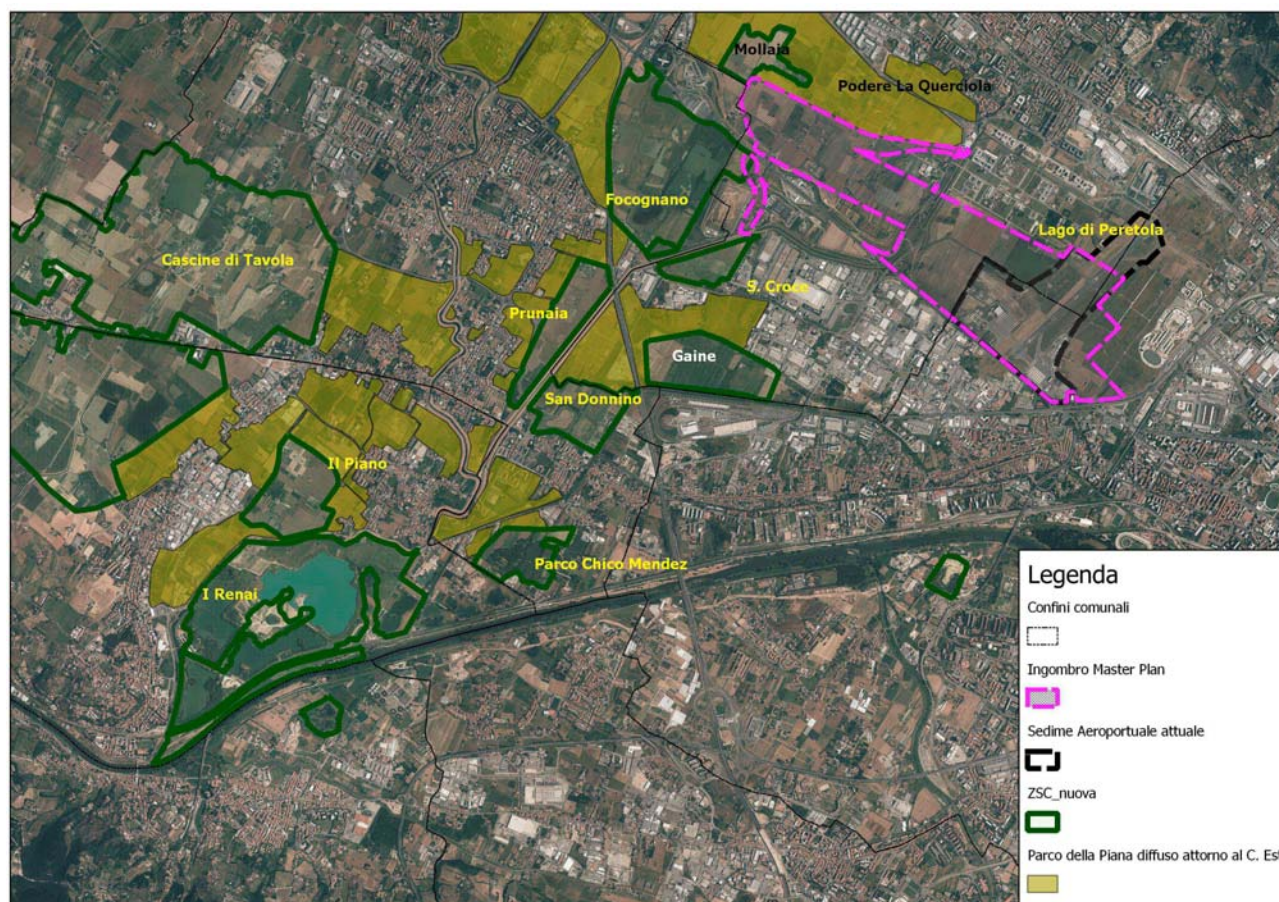 Mollaia
Podere La Querciola
Focognano
Lago di Peretola
Cascine di Tavola
S. Croce
Prunaia
Gaine
San Donnino
Il Piano
Parco Chico Mendez
I Renai
Legenda
Confini comunali
Ingombro Master Plan
Sedime Aeroportuale attuale
ZSC_nuova
Parco della Piana diffuso attorno al C. Est